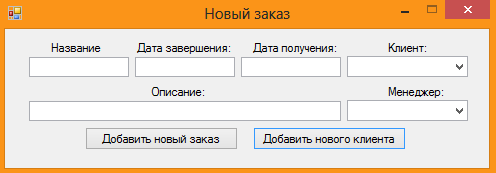 Новый заказ
Название Дата завершения: Дата получения: Клиент:
Описание: Менеджер:
Добавить новый заказ Добавить нового клиента